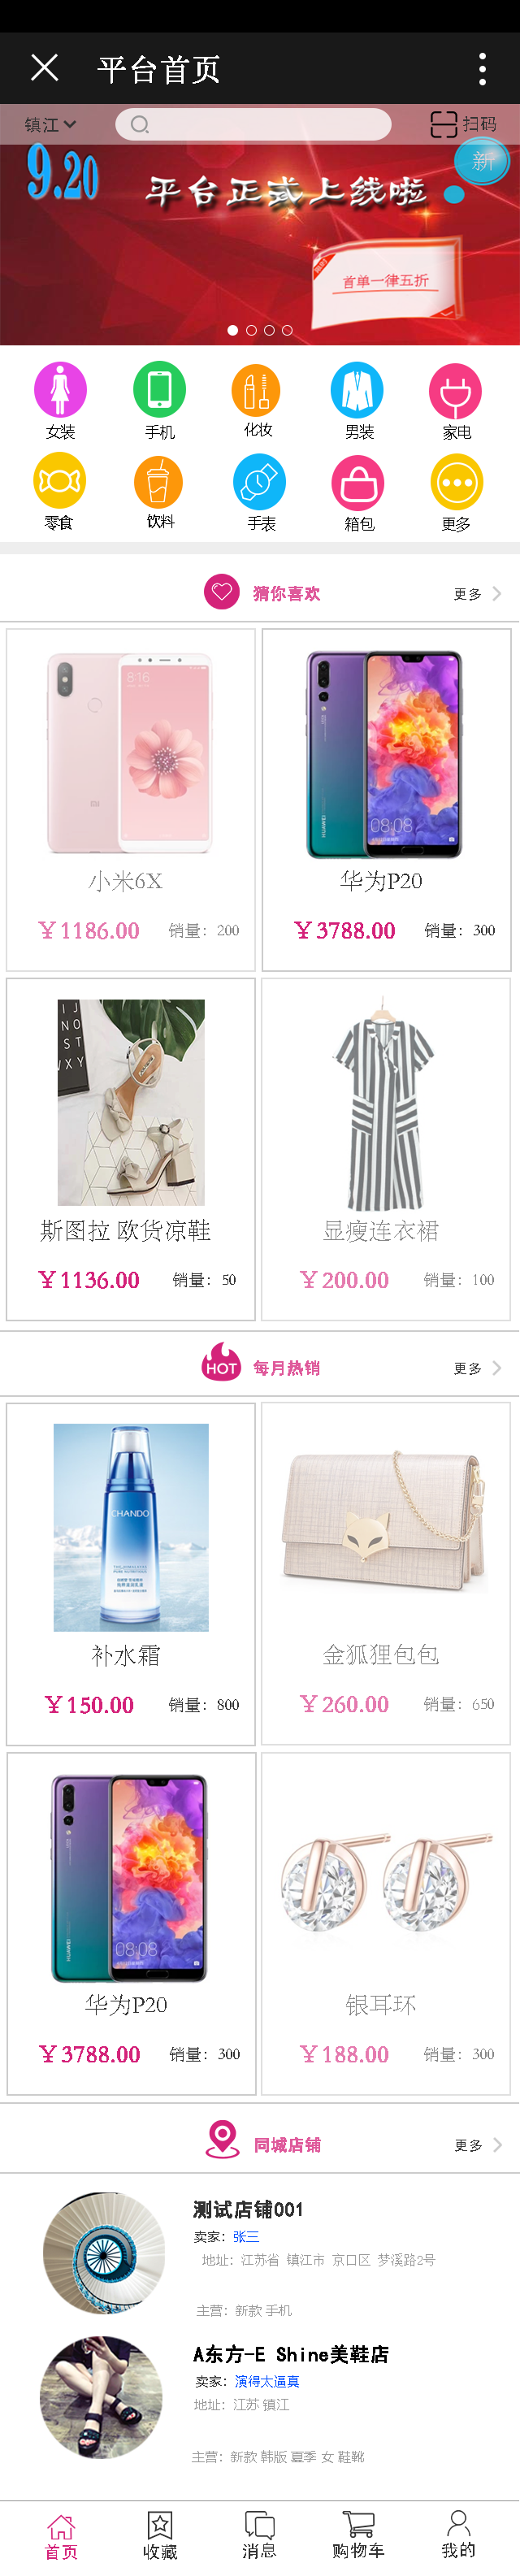 平台首页
镇江 扫码
9.20
新
平台正式上线啦
首单一律五折
女装 手机 化妆 男装 家电
零食 饮料 手表 箱包 更多
猜你喜欢 更多
8:16
08:08
HUAWEI
小米6X 华为P20
￥1186.00 销量：200 ￥3788.00 销量：300
I J
N O
S T
W X Y
斯图拉 欧货凉鞋 显瘦连衣裙
￥1136.00 销量：50 ￥200.00 销量：100
HOT 每月热销 更多
CHANDO
补水霜 金狐狸包包
￥150.00 销量：800 ￥260.00 销量：650
08:08
HUAWEI
华为P20 银耳环
￥3788.00 销量：300 ￥188.00 销量：300
同城店铺 更多
测试店铺001
卖家：张三
地址：江苏省 镇江市 京口区 梦溪路2号
主营：新款 手机
A东方-E Shine美鞋店
卖家：演得太逼真
地址：江苏 镇江
主营：新款 韩版 夏季 女 鞋靴
首页 收藏 消息 购物车 我的